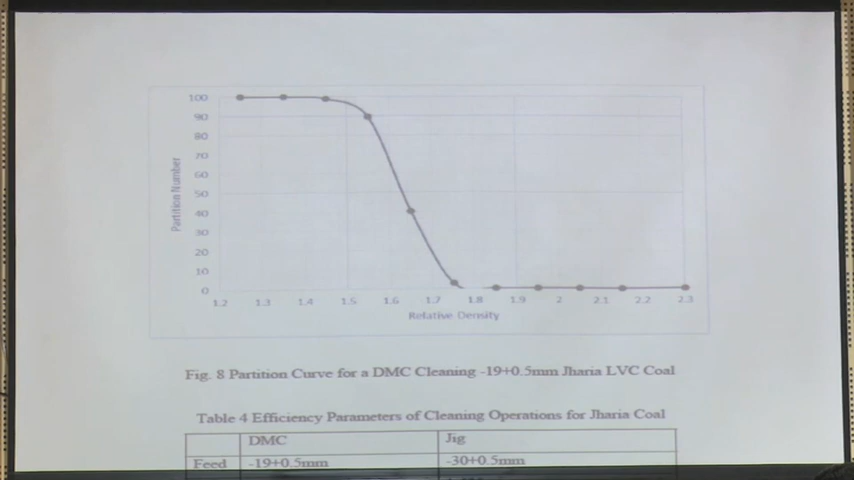 100
90
80
70
60
50
40
30
20
10
0
Partition Number
1.2 1.3 1.4 1.5 1.6 1.7 1.8 1.9 2 2.1 2.2 2.3
Relative Density
Fig. 8 Partition Curve for a DMC Cleaning -19+0.5mm Jharia LVC Coal
Table 4 Efficiency Parameters of Cleaning Operations for Jharia Coal
DMC Jig
Feed -19+0.5mm -30+0.5mm